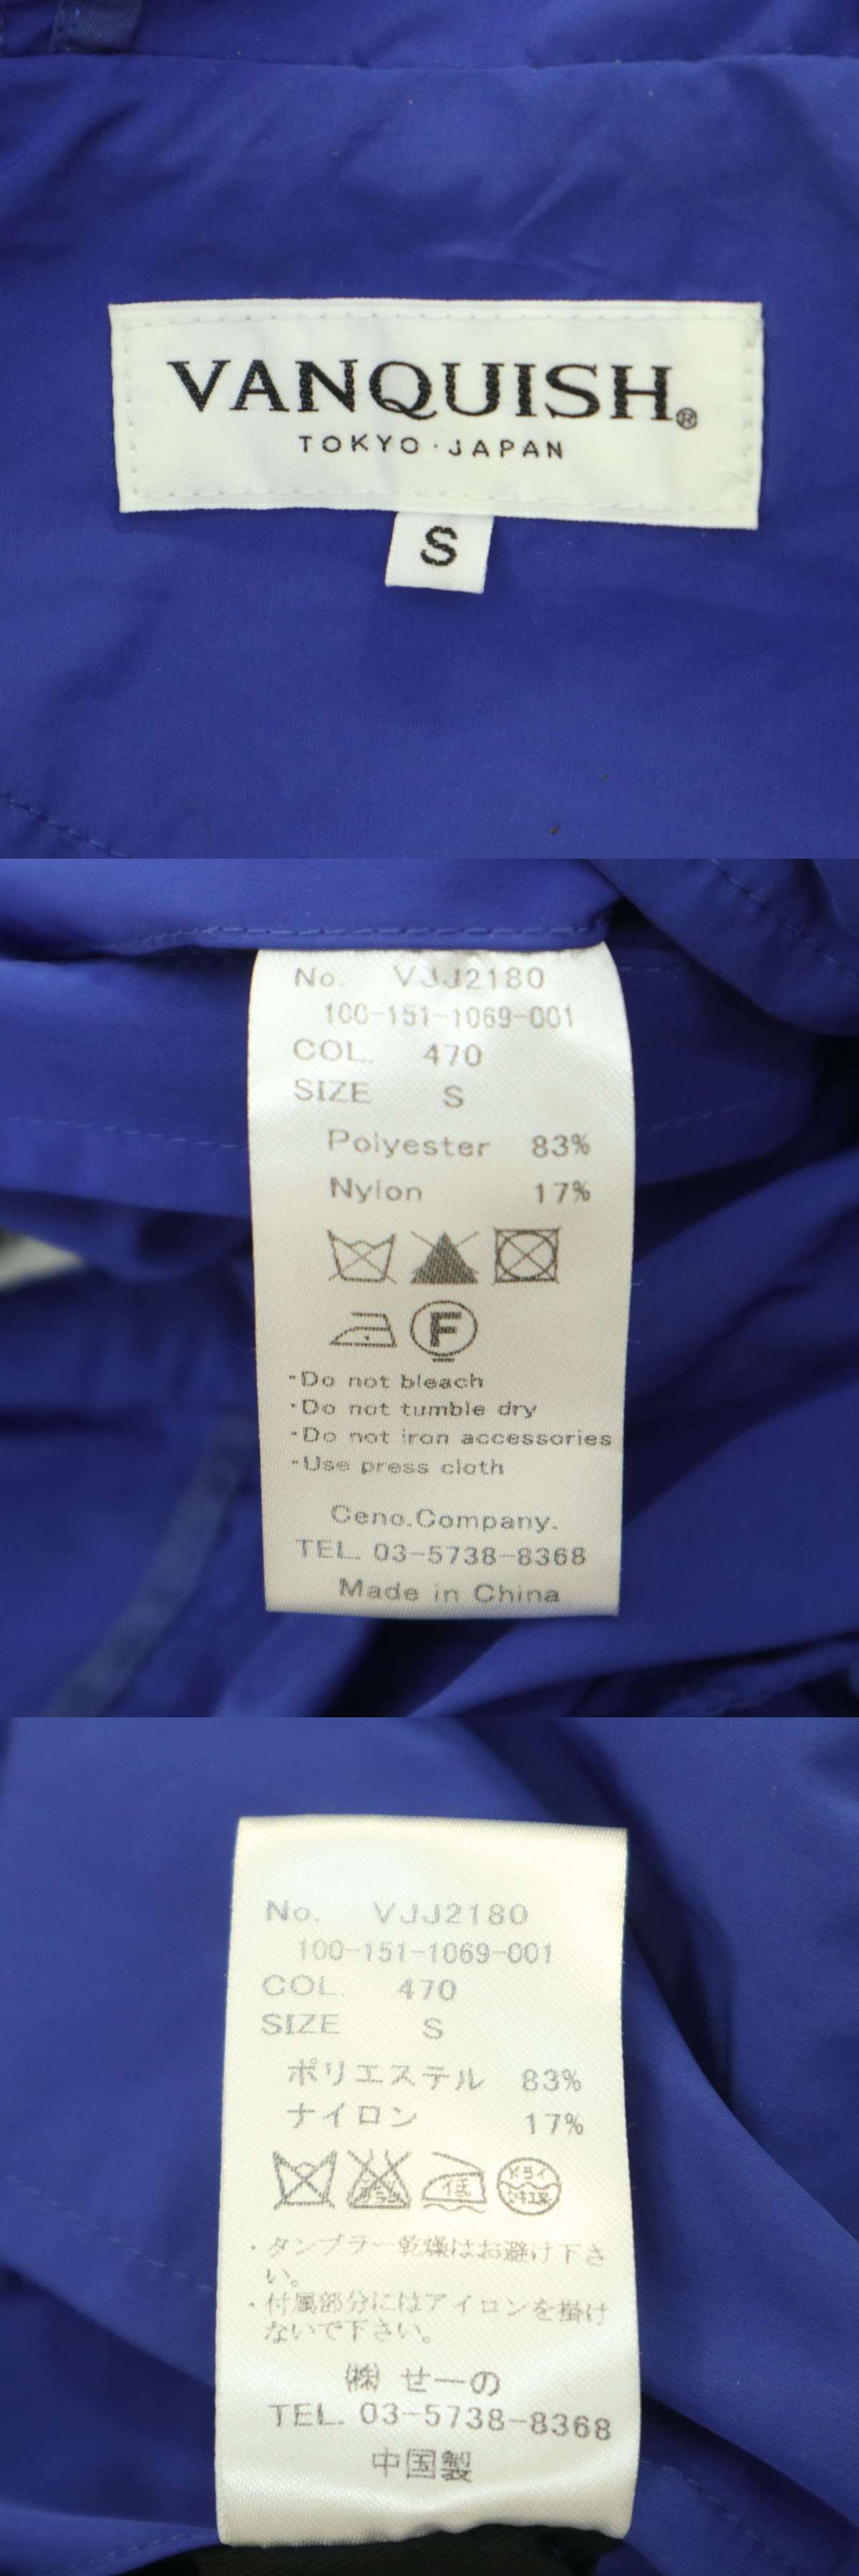 VANQUISH®
TOKYO·JAPAN
S
No. VJJ2180
100-151-1069-001
COL. 470
SIZE S
Polyester 83%
Nylon 17%
F
・Do not bleach
・Do not tumble dry
・Do not iron accessories
・Use press cloth
Ceno.Company.
TEL. 03-5738-8368
Made in China
No. VJJ2180
100-151-1069-001
COL. 470
SIZE S
ポリエステル 83%
ナイロン 17%
低
ドライ
・タンブラー乾燥はお避け下さ
い。
・付属部分にはアイロンを掛け
ないで下さい。
㈱ せーの
TEL. 03-5738-8368
中国製